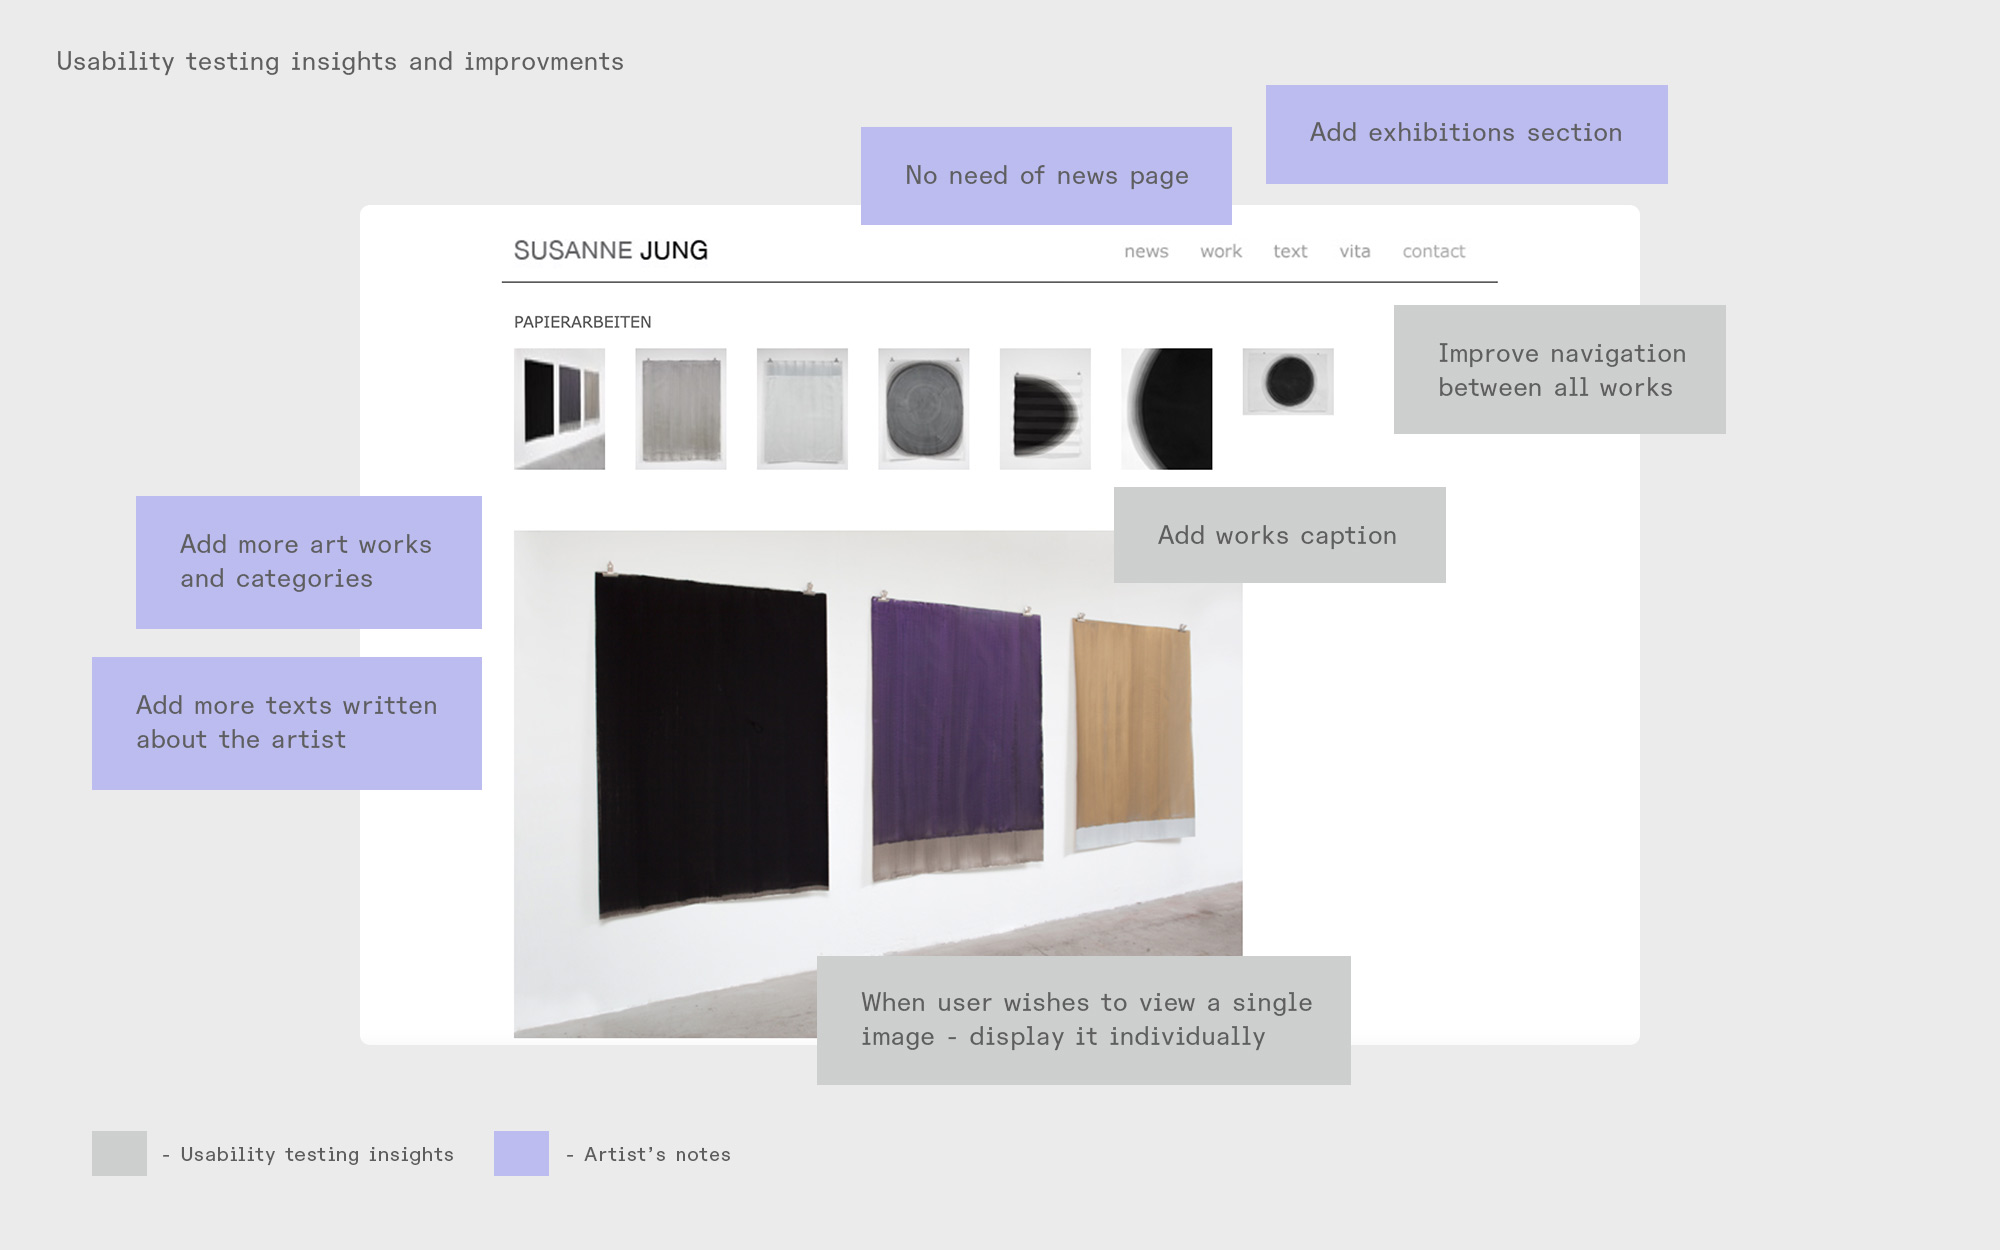 Usability testing insights and improvments
Add exhibitions section
No need of news page
SUSANNE JUNG
news work text vita contact
PAPIERARBEITEN
Improve navigation
between all works
Add works caption
Add more art works
and categories
Add more texts written
about the artist
When user wishes to view a single
image - display it individually
- Usability testing insights
- Artist's notes